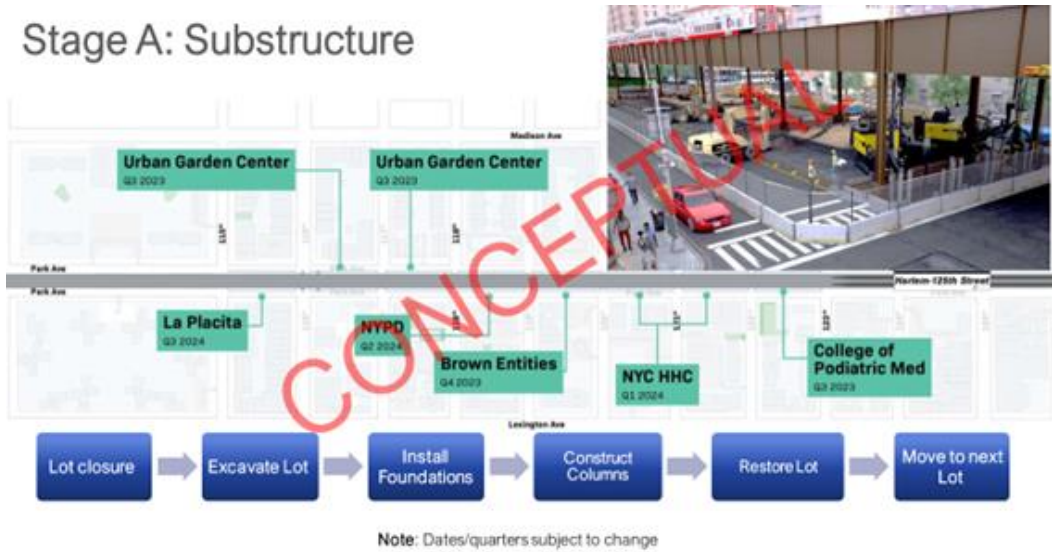 Stage A: Substructure
Madison Ave
Urban Garden Center
Q3 2023
Urban Garden Center
Q3 2023
115th
118th
Park Ave
Harlem-125th Street
Park Ave
La Placita
Q3 2024
NYPD
Q2 2024
Brown Entities
Q4 2023
NYC HHC
Q1 2024
College of
Podiatric Med
Q3 2023
Lexington Ave
CONCEPTUAL
Lot closure
Excavate Lot
Install
Foundations
Construct
Columns
Restore Lot
Move to next
Lot
Note: Dates/quarters subject to change